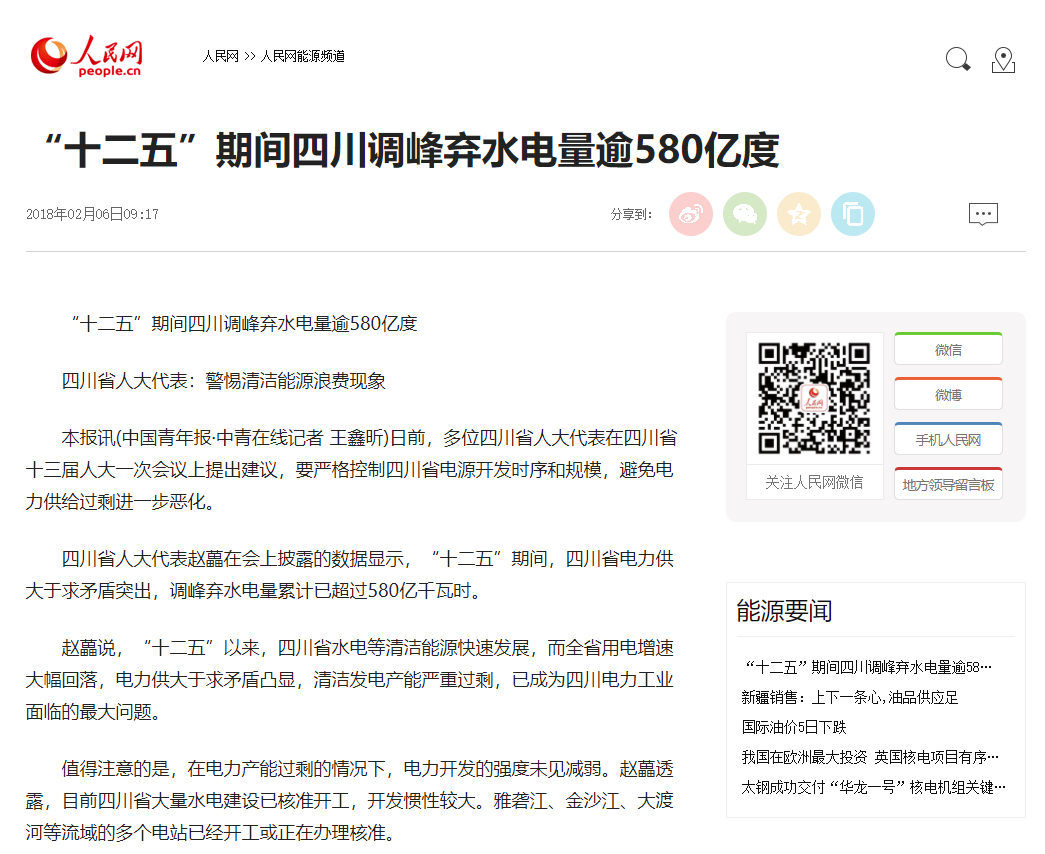 人民网
people.cn
人民网 >> 人民网能源频道
“十二五”期间四川调峰弃水电量逾580亿度
2018年02月06日09:17
分享到：
“十二五”期间四川调峰弃水电量逾580亿度
四川省人大代表：警惕清洁能源浪费现象
本报讯(中国青年报·中青在线记者 王鑫昕)日前，多位四川省人大代表在四川省
十三届人大一次会议上提出建议，要严格控制四川省电源开发时序和规模，避免电
力供给过剩进一步恶化。
四川省人大代表赵藟在会上披露的数据显示，“十二五”期间，四川省电力供
大于求矛盾突出，调峰弃水电量累计已超过580亿千瓦时。
赵藟说，“十二五”以来，四川省水电等清洁能源快速发展，而全省用电增速
大幅回落，电力供大于求矛盾凸显，清洁发电产能严重过剩，已成为四川电力工业
面临的最大问题。
值得注意的是，在电力产能过剩的情况下，电力开发的强度未见减弱。赵藟透
露，目前四川省大量水电建设已核准开工，开发惯性较大。雅砻江、金沙江、大渡
河等流域的多个电站已经开工或正在办理核准。
人民网
关注人民网微信
微信
微博
手机人民网
地方领导留言板
能源要闻
“十二五”期间四川调峰弃水电量逾58…
新疆销售：上下一条心,油品供应足
国际油价5日下跌
我国在欧洲最大投资 英国核电项目有序…
太钢成功交付“华龙一号”核电机组关键…